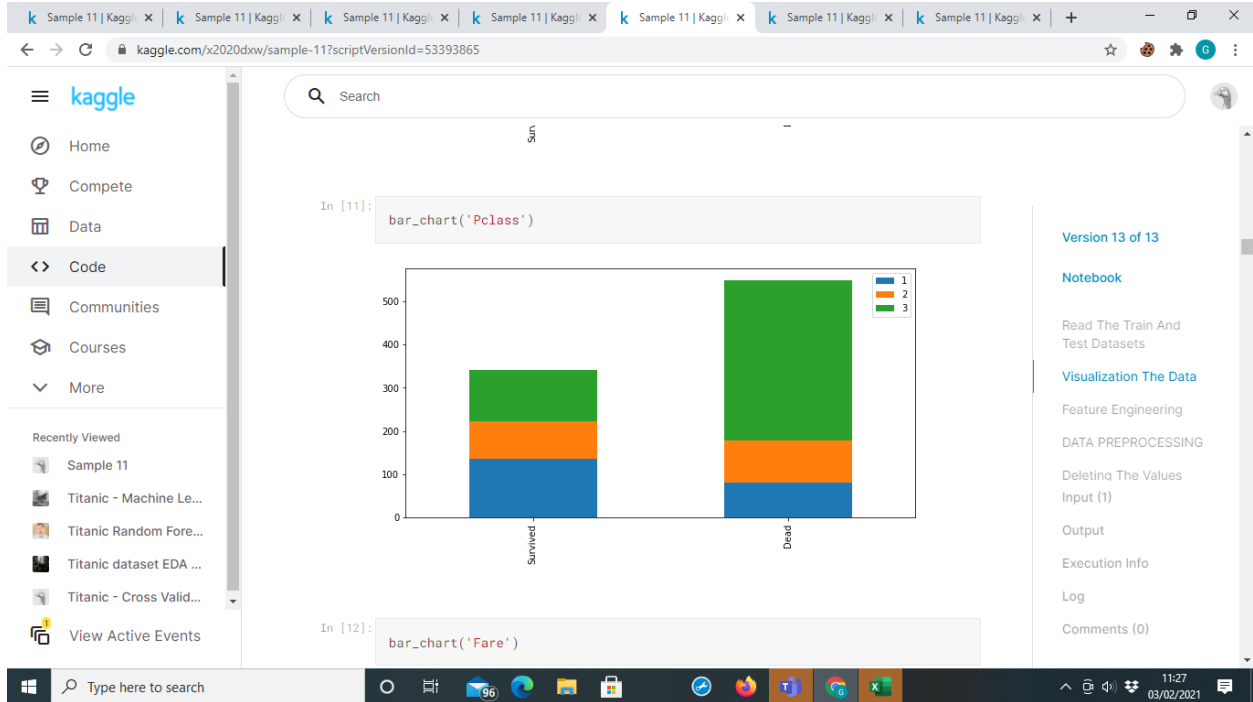 k Sample 11 | Kaggle
k Sample 11 | Kaggle
k Sample 11 | Kaggle
k Sample 11 | Kaggle
k Sample 11 | Kaggle
k Sample 11 | Kaggle
k Sample 11 | Kaggle
kaggle.com/x2020dxw/sample-11?scriptVersionId=53393865
G
kaggle
Search
Home
Compete
Data
Code
Communities
Courses
More
Recently Viewed
Sample 11
Titanic - Machine Le...
Titanic Random Fore...
Titanic dataset EDA ...
Titanic - Cross Valid...
1
View Active Events
In [11]:
bar_chart('Pclass')
500
400
300
200
100
0
1
2
3
Survived
Dead
In [12]:
bar_chart('Fare')
Version 13 of 13
Notebook
Read The Train And
Test Datasets
Visualization The Data
Feature Engineering
DATA PREPROCESSING
Deleting The Values
Input (1)
Output
Execution Info
Log
Comments (0)
Type here to search
96
11:27
03/02/2021